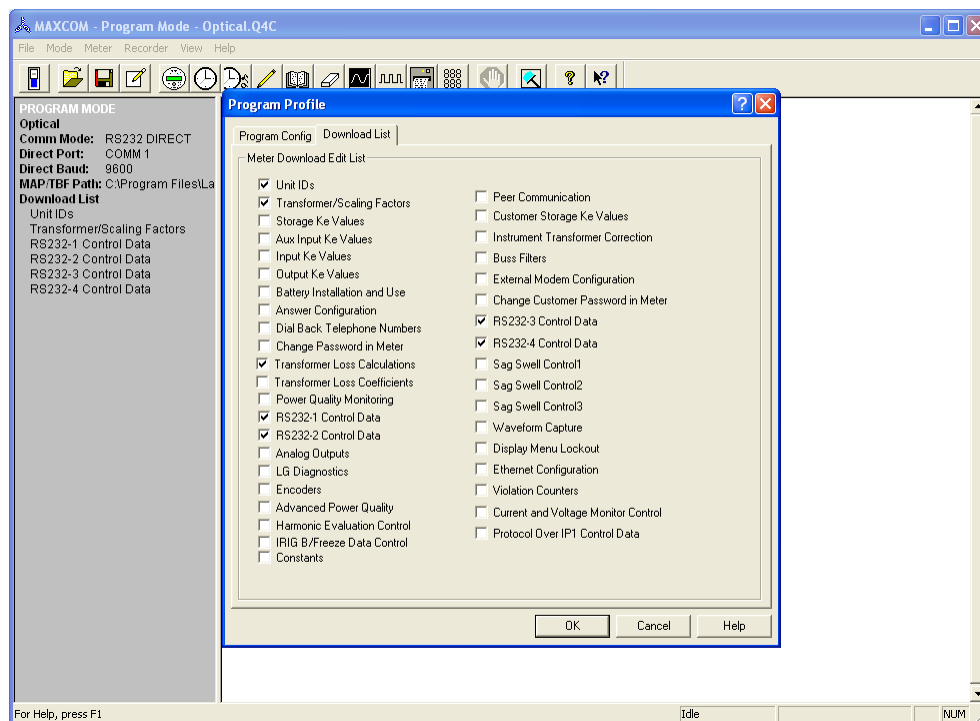 MAXCOM - Program Mode - Optical.Q4C
File Mode Meter Recorder View Help
PROGRAM MODE
Optical
Comm Mode: RS232 DIRECT
Direct Port: COMM 1
Direct Baud: 9600
MAP/TBF Path: C:\Program Files\La
Download List
Unit IDs
Transformer/Scaling Factors
RS232-1 Control Data
RS232-2 Control Data
RS232-3 Control Data
RS232-4 Control Data
Program Profile
Program Config Download List
Meter Download Edit List
Unit IDs
Transformer/Scaling Factors
Storage Ke Values
Aux Input Ke Values
Input Ke Values
Output Ke Values
Battery Installation and Use
Answer Configuration
Dial Back Telephone Numbers
Change Password in Meter
Transformer Loss Calculations
Transformer Loss Coefficients
Power Quality Monitoring
RS232-1 Control Data
RS232-2 Control Data
Analog Outputs
LG Diagnostics
Encoders
Advanced Power Quality
Harmonic Evaluation Control
IRIG B/Freeze Data Control
Constants
Peer Communication
Customer Storage Ke Values
Instrument Transformer Correction
Buss Filters
External Modem Configuration
Change Customer Password in Meter
RS232-3 Control Data
RS232-4 Control Data
Sag Swell Control1
Sag Swell Control2
Sag Swell Control3
Waveform Capture
Display Menu Lockout
Ethernet Configuration
Violation Counters
Current and Voltage Monitor Control
Protocol Over IP1 Control Data
OK Cancel Help
For Help, press F1
Idle
NUM